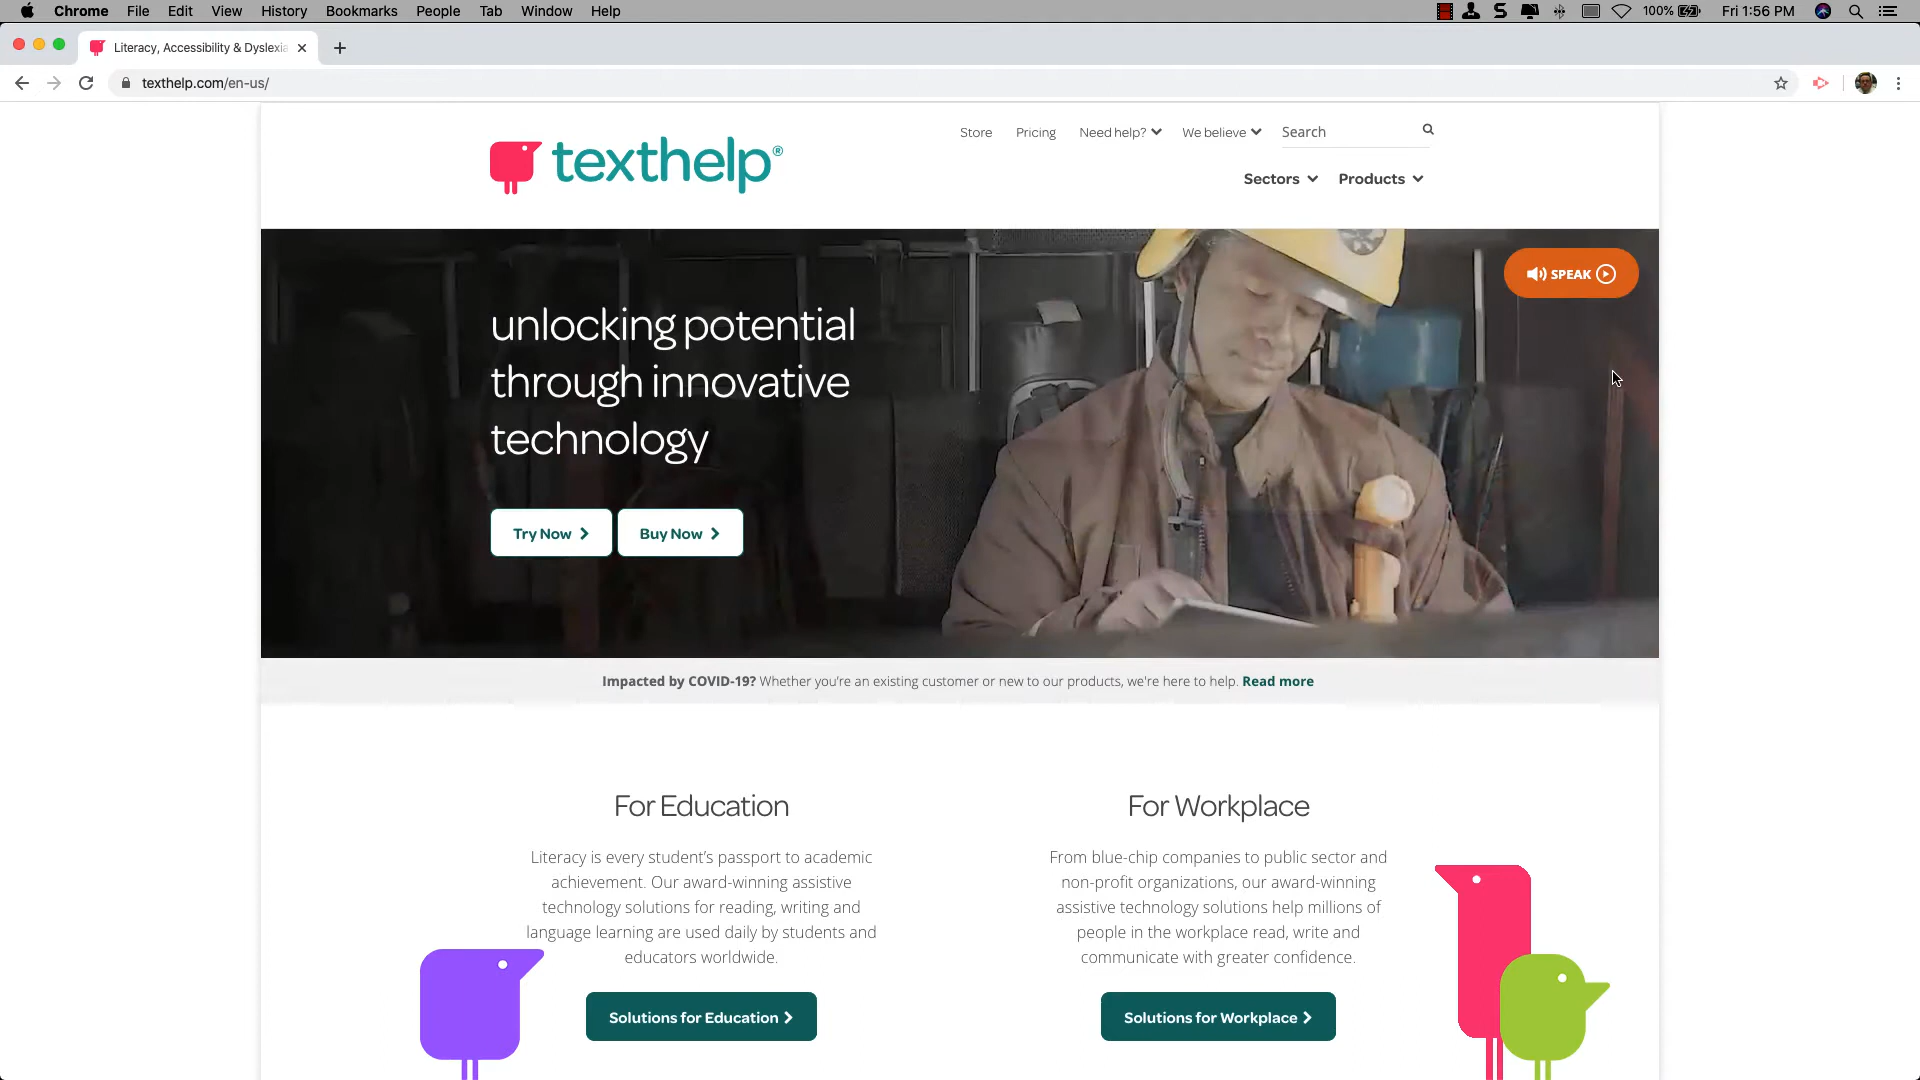 Chrome File Edit View History Bookmarks People Tab Window Help
100% Fri 1:56 PM
Literacy, Accessibility & Dyslexia
texthelp.com/en-us/
Store Pricing Need help? We believe Search
texthelp®
Sectors Products
SPEAK
unlocking potential
through innovative
technology
Try Now Buy Now
Impacted by COVID-19? Whether you're an existing customer or new to our products, we're here to help. Read more
For Education
Literacy is every student's passport to academic
achievement. Our award-winning assistive
technology solutions for reading, writing and
language learning are used daily by students and
educators worldwide.
Solutions for Education
For Workplace
From blue-chip companies to public sector and
non-profit organizations, our award-winning
assistive technology solutions help millions of
people in the workplace read, write and
communicate with greater confidence.
Solutions for Workplace